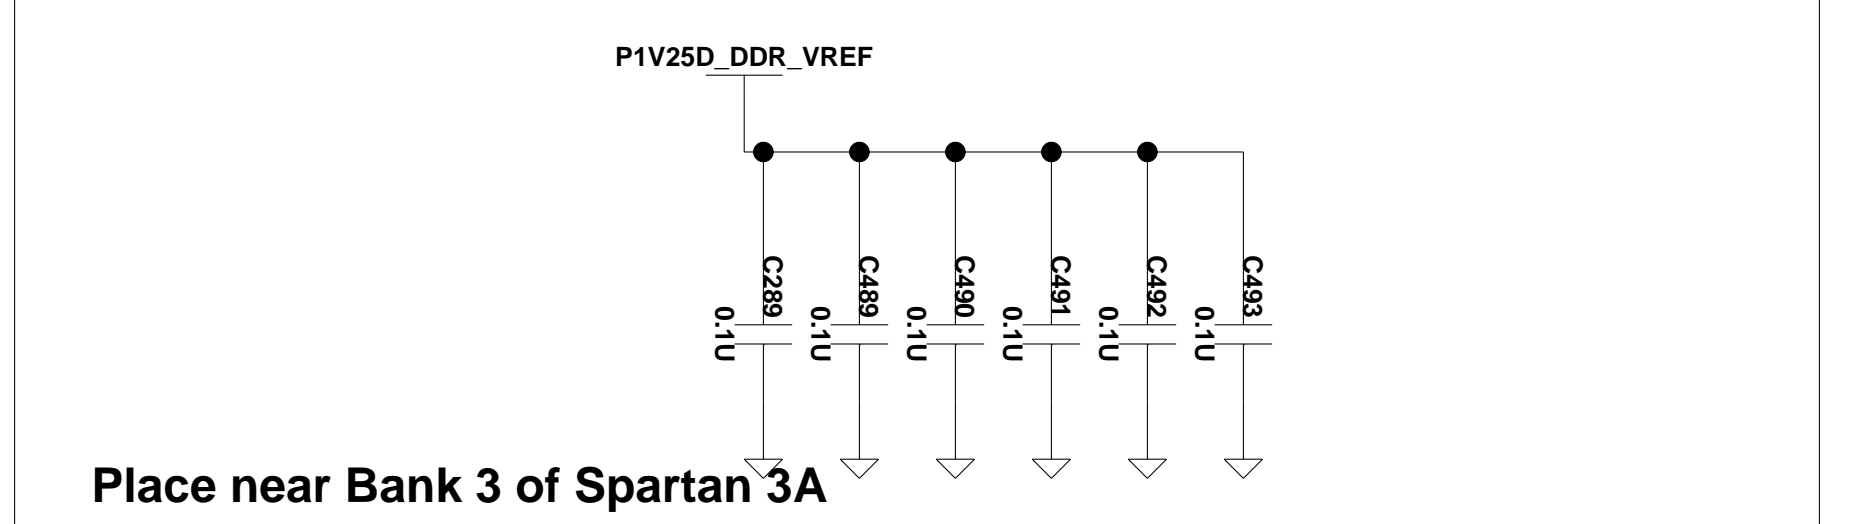 P1V25D_DDR_VREF
C289
0.1U
C489
0.1U
C490
0.1U
C491
0.1U
C492
0.1U
C493
0.1U
Place near Bank 3 of Spartan 3A